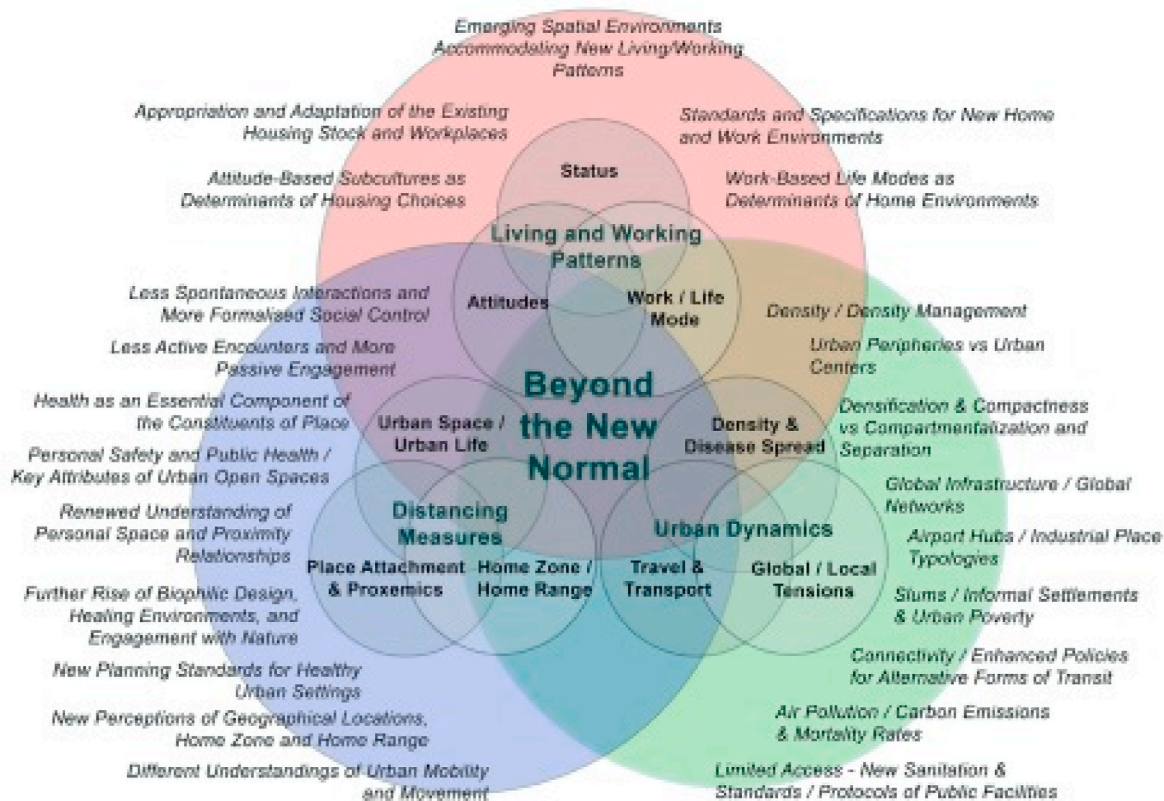 Emerging Spatial Environments
Accommodating New Living/Working
Patterns
Appropriation and Adaptation of the Existing
Housing Stock and Workplaces
Standards and Specifications for New Home
and Work Environments
Attitude-Based Subcultures as
Determinants of Housing Choices
Status
Work-Based Life Modes as
Determinants of Home Environments
Living and Working
Patterns
Attitudes
Work / Life
Mode
Less Spontaneous Interactions and
More Formalised Social Control
Less Active Encounters and More
Passive Engagement
Health as an Essential Component of
the Constituents of Place
Personal Safety and Public Health /
Key Attributes of Urban Open Spaces
Renewed Understanding of
Personal Space and Proximity
Relationships
Further Rise of Biophilic Design,
Healing Environments, and
Engagement with Nature
New Planning Standards for Healthy
Urban Settings
New Perceptions of Geographical Locations,
Home Zone and Home Range
Different Understandings of Urban Mobility
and Movement
Beyond
the New
Normal
Urban Space /
Urban Life
Distancing
Measures
Place Attachment
& Proxemics
Home Zone /
Home Range
Density &
Disease Spread
Urban Dynamics
Travel &
Transport
Global / Local
Tensions
Density / Density Management
Urban Peripheries vs Urban
Centers
Densification & Compactness
vs Compartmentalization and
Separation
Global Infrastructure / Global
Networks
Airport Hubs / Industrial Place
Typologies
Slums / Informal Settlements
& Urban Poverty
Connectivity / Enhanced Policies
for Alternative Forms of Transit
Air Pollution / Carbon Emissions
& Mortality Rates
Limited Access - New Sanitation &
Standards / Protocols of Public Facilities